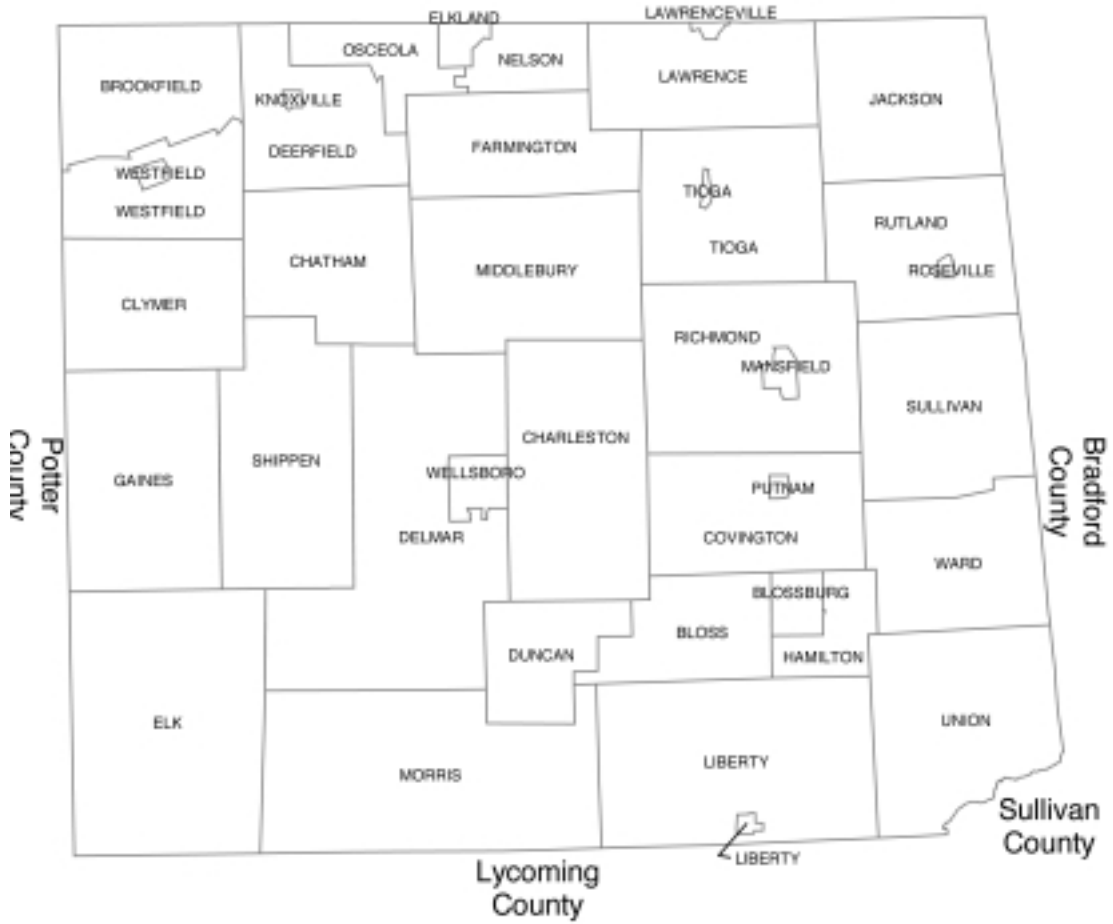 ELKLAND
LAWRENCEVILLE
OSCEOLA
NELSON
LAWRENCE
BROOKFIELD
KNOXVILLE
JACKSON
DEERFIELD
FARMINGTON
WESTFIELD
TIOGA
WESTFIELD
RUTLAND
TIOGA
CHATHAM
MIDDLEBURY
ROSEVILLE
CLYMER
RICHMOND
MANSFIELD
SULLIVAN
CHARLESTON
SHIPPEN
WELLSBORO
GAINES
PUTNAM
Potter
County
Bradford
County
DELMAR
COVINGTON
WARD
BLOSSBURG
BLOSS
DUNCAN
HAMILTON
ELK
UNION
LIBERTY
MORRIS
Sullivan
County
LIBERTY
Lycoming
County